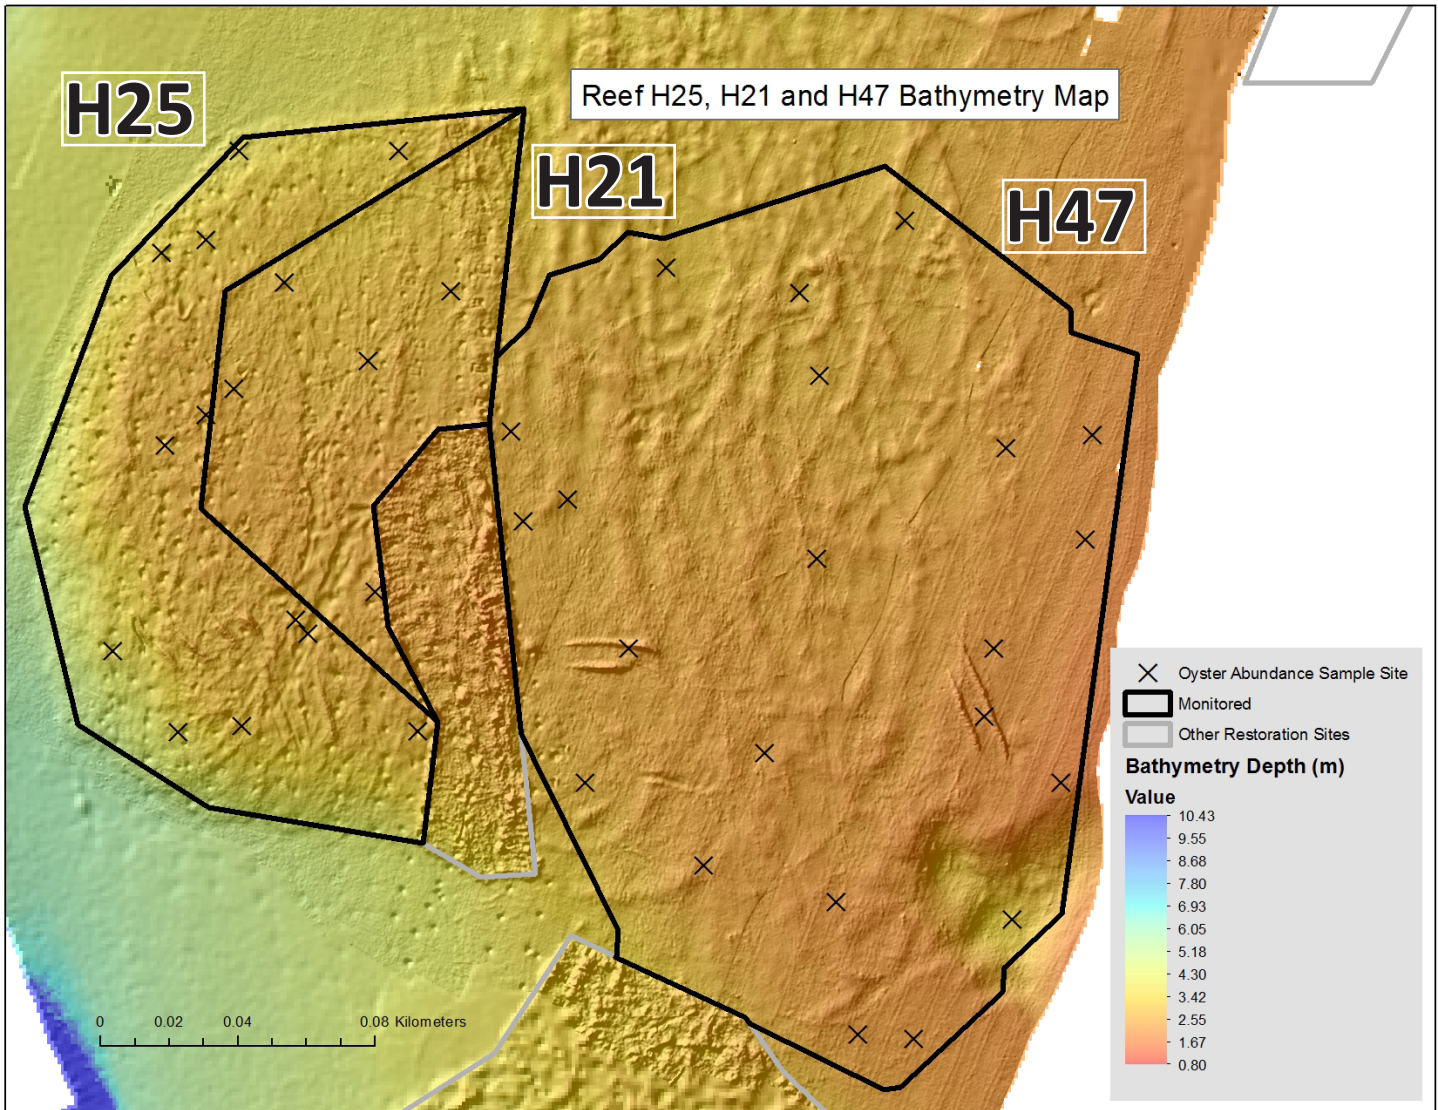 H25
Reef H25, H21 and H47 Bathymetry Map
H21
H47
Oyster Abundance Sample Site
Monitored
Other Restoration Sites
Bathymetry Depth (m)
Value
10.43
9.55
8.68
7.80
6.93
6.05
5.18
4.30
3.42
2.55
1.67
0.80
0 0.02 0.04 0.08 Kilometers